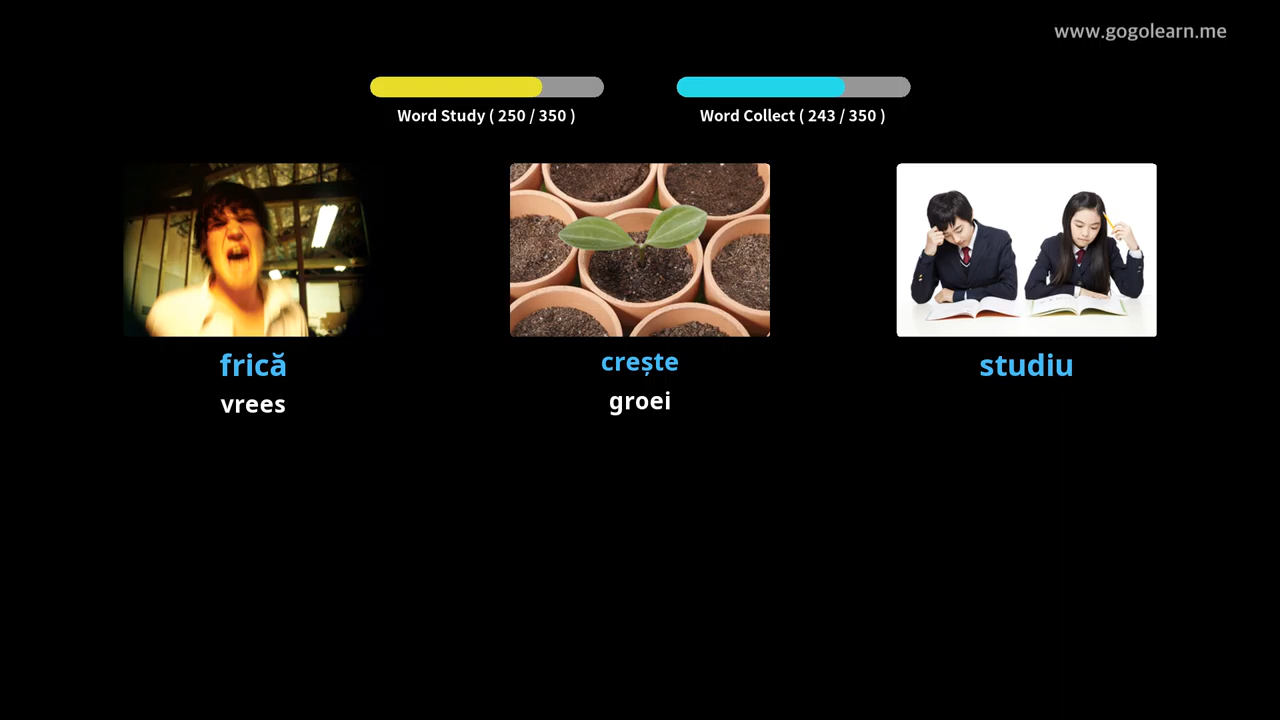 www.gogolearn.me
Word Study ( 250 / 350 )
Word Collect ( 243 / 350 )
frică
vrees
crește
groei
studiu